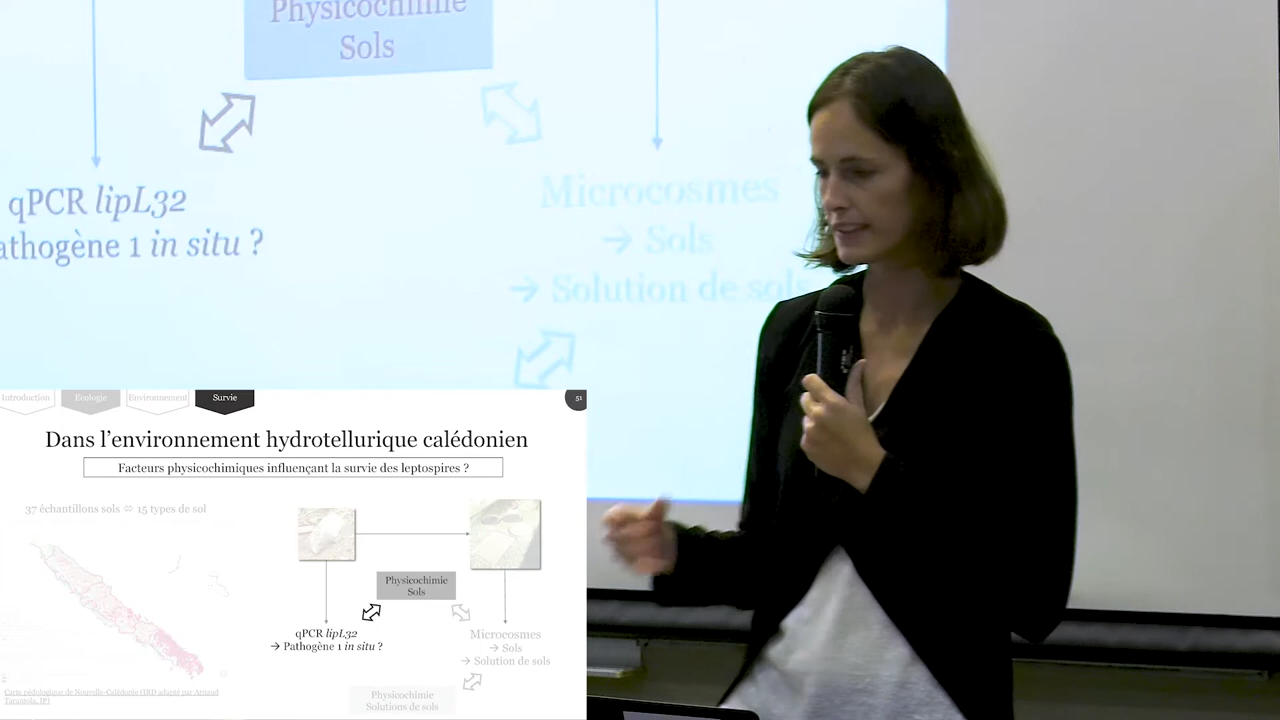 Physicochimie
Sols
qPCR lipL32
athogène 1 in situ ?
Microcosmes
→ Sols
→ Solution de sols
Introduction
Ecologie
Environnement
Survie
51
Dans l’environnement hydrotellurique calédonien
Facteurs physicochimiques influençant la survie des leptospires ?
37 échantillons sols ⇔ 15 types de sol
Physicochimie
Sols
qPCR lipL32
→ Pathogène 1 in situ ?
Microcosmes
→ Sols
→ Solution de sols
Physicochimie
Solutions de sols
Carte pédologique de Nouvelle-Calédonie (IRD adapté par Arnaud
Tarantola, IP)